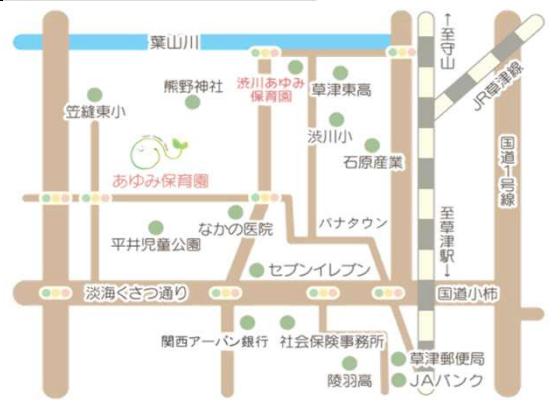 葉山川
←至守山
JR草津線
熊野神社
渋川あゆみ
保育園
草津東高
笠縫東小
渋川小
石原産業
国道1号線
あゆみ保育園
なかの医院
パナタウン
至草津駅→
平井児童公園
セブンイレブン
淡海くさつ通り
国道小柿
関西アーバン銀行
社会保険事務所
草津郵便局
陵羽高
JAバンク